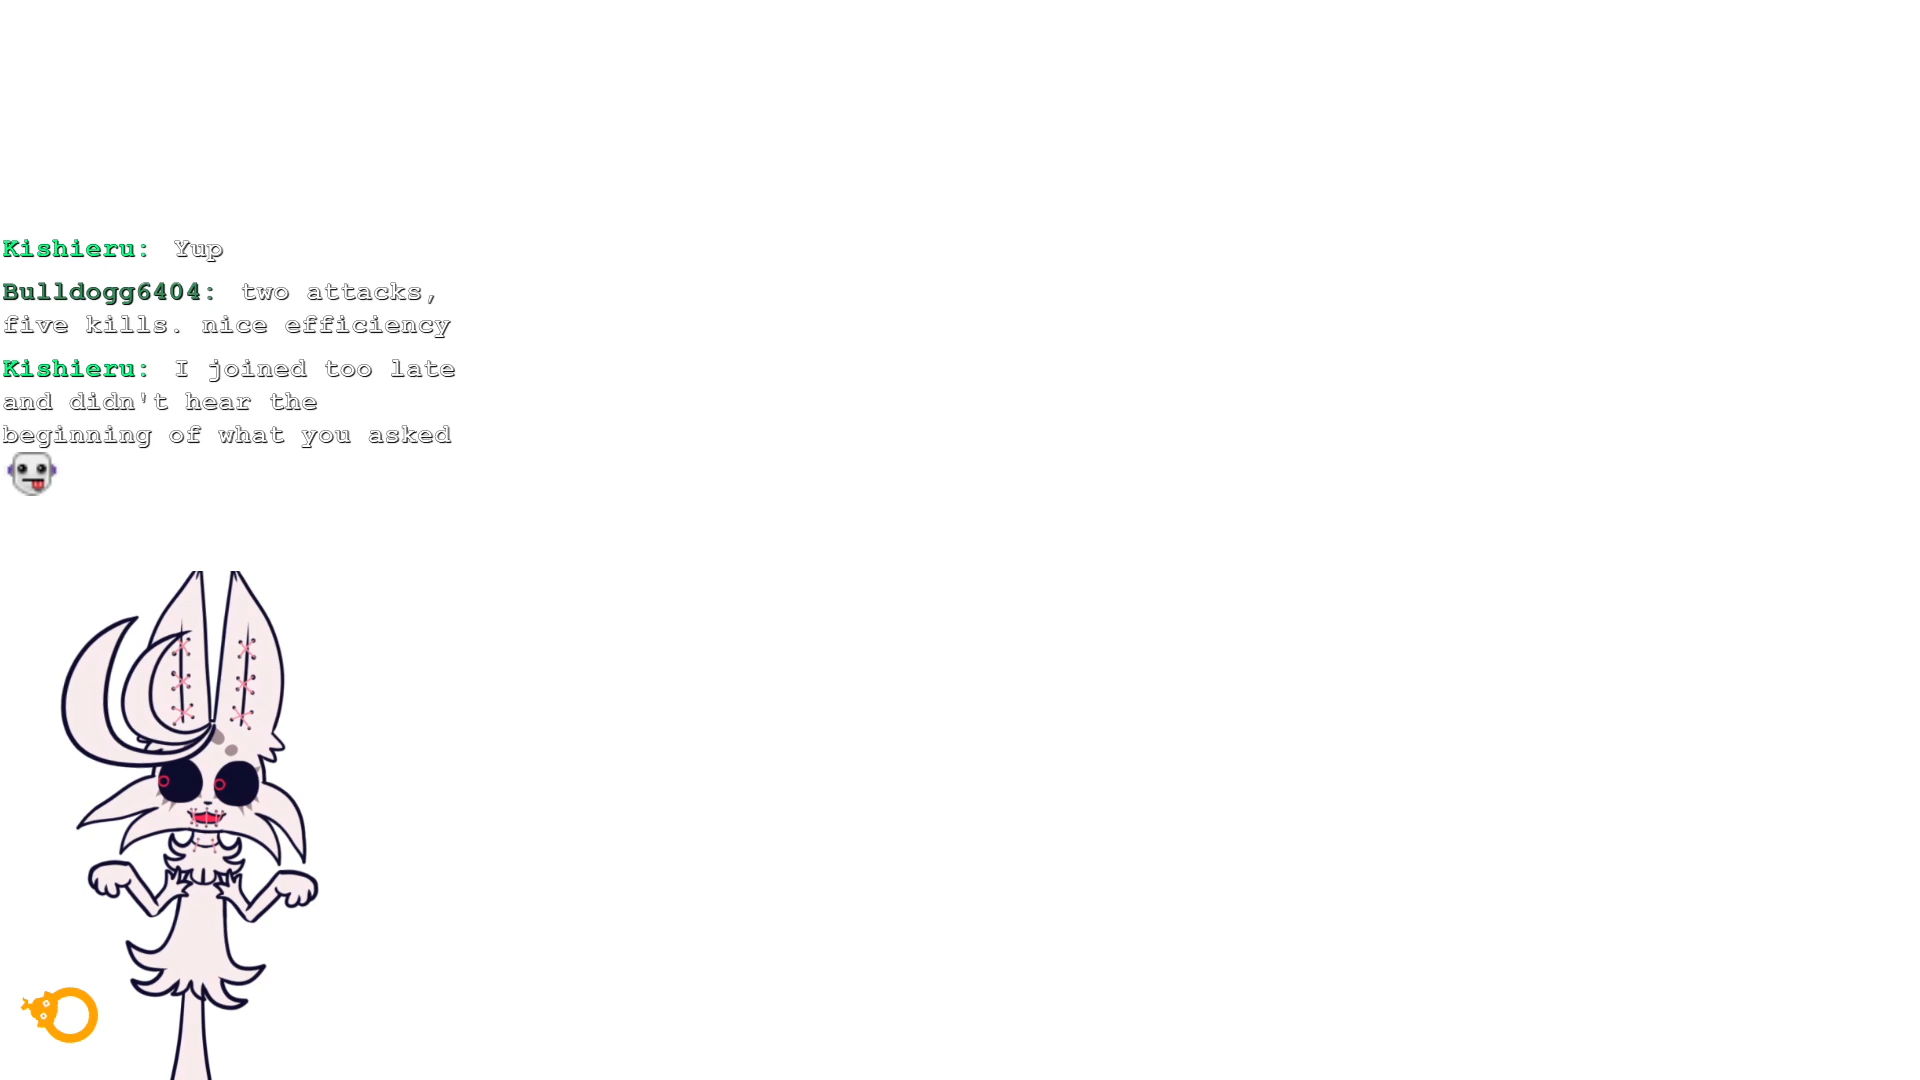 Kishieru: Yup
Bulldogg6404: two attacks,
five kills. nice efficiency
Kishieru: I joined too late
and didn't hear the
beginning of what you asked